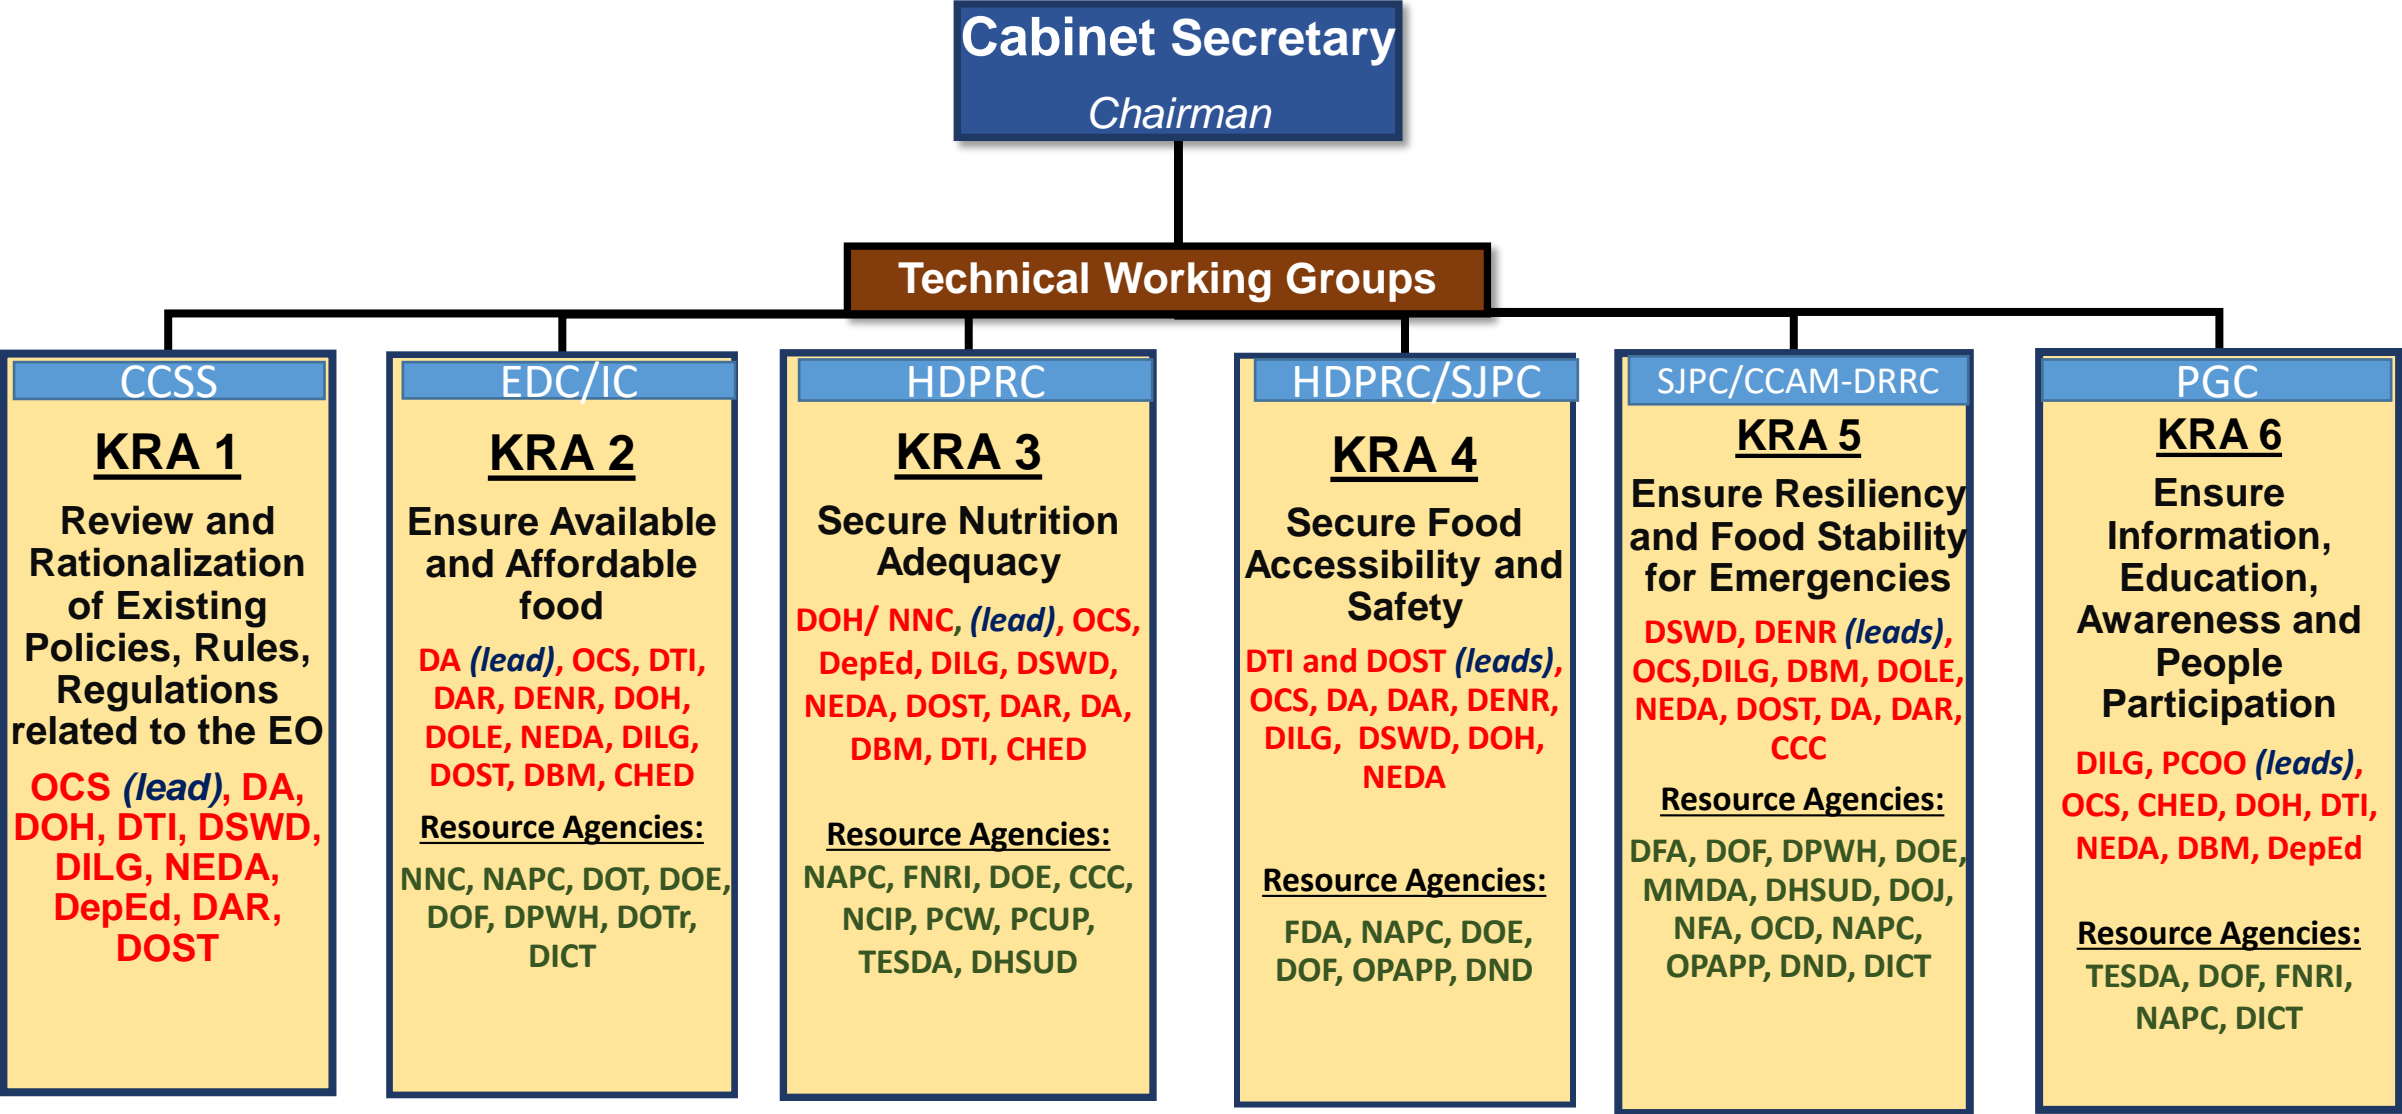 Cabinet Secretary
Chairman
Technical Working Groups
CCSS
KRA 1
Review and
Rationalization
of Existing
Policies, Rules,
Regulations
related to the EO
OCS (lead), DA,
DOH, DTI, DSWD,
DILG, NEDA,
DepEd, DAR,
DOST
EDC/IC
KRA 2
Ensure Available
and Affordable
food
DA (lead), OCS, DTI,
DAR, DENR, DOH,
DOLE, NEDA, DILG,
DOST, DBM, CHED
Resource Agencies:
NNC, NAPC, DOT, DOE,
DOF, DPWH, DOTr,
DICT
HDPRC
KRA 3
Secure Nutrition
Adequacy
DOH/ NNC, (lead), OCS,
DepEd, DILG, DSWD,
NEDA, DOST, DAR, DA,
DBM, DTI, CHED
Resource Agencies:
NAPC, FNRI, DOE, CCC,
NCIP, PCW, PCUP,
TESDA, DHSUD
HDPRC/SJPC
KRA 4
Secure Food
Accessibility and
Safety
DTI and DOST (leads),
OCS, DA, DAR, DENR,
DILG, DSWD, DOH,
NEDA
Resource Agencies:
FDA, NAPC, DOE,
DOF, OPAPP, DND
SJPC/CCAM-DRRC
KRA 5
Ensure Resiliency
and Food Stability
for Emergencies
DSWD, DENR (leads),
OCS,DILG, DBM, DOLE,
NEDA, DOST, DA, DAR,
CCC
Resource Agencies:
DFA, DOF, DPWH, DOE,
MMDA, DHSUD, DOJ,
NFA, OCD, NAPC,
OPAPP, DND, DICT
PGC
KRA 6
Ensure
Information,
Education,
Awareness and
People
Participation
DILG, PCOO (leads),
OCS, CHED, DOH, DTI,
NEDA, DBM, DepEd
Resource Agencies:
TESDA, DOF, FNRI,
NAPC, DICT